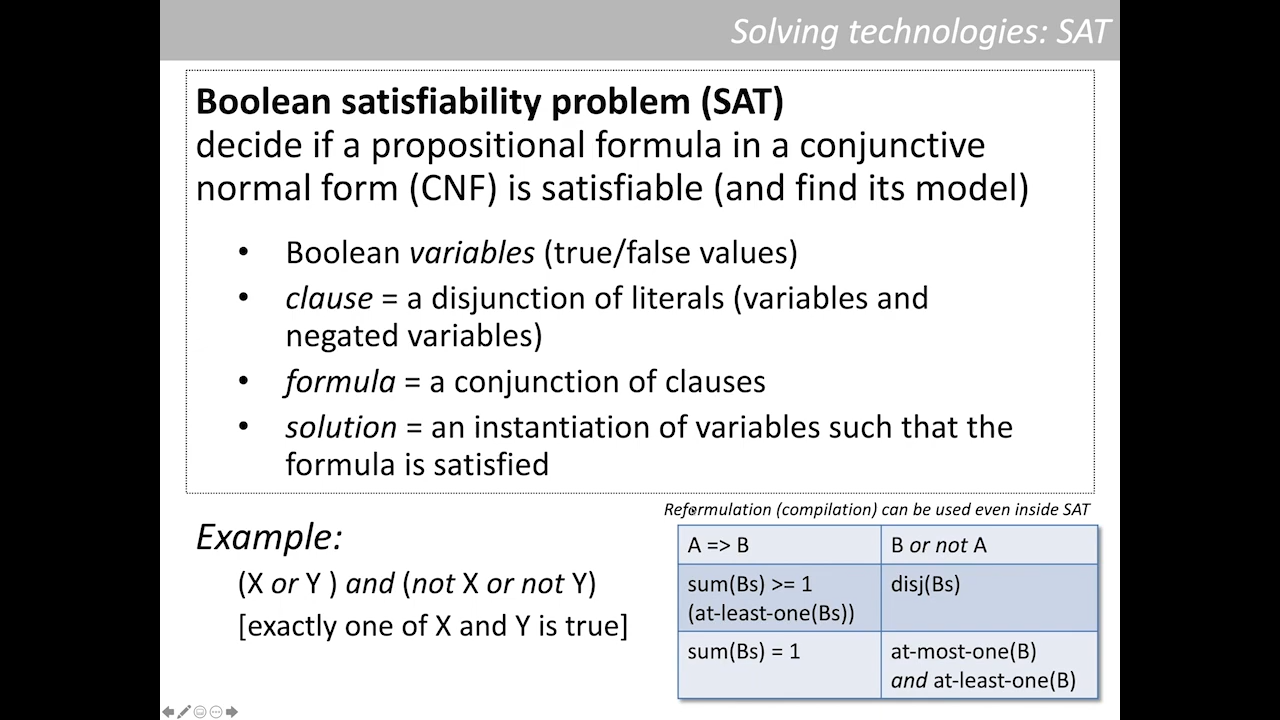 Solving technologies: SAT
Boolean satisfiability problem (SAT)
decide if a propositional formula in a conjunctive
normal form (CNF) is satisfiable (and find its model)
• Boolean variables (true/false values)
• clause = a disjunction of literals (variables and
negated variables)
• formula = a conjunction of clauses
• solution = an instantiation of variables such that the
formula is satisfied
Example:
(X or Y ) and (not X or not Y)
[exactly one of X and Y is true]
Reformulation (compilation) can be used even inside SAT
A => B
B or not A
sum(Bs) >= 1
(at-least-one(Bs))
disj(Bs)
sum(Bs) = 1
at-most-one(B)
and at-least-one(B)